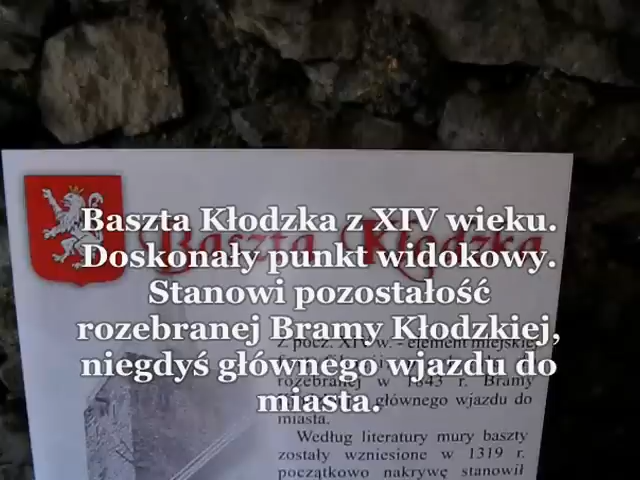 Baszta Kłodzka z XIV wieku.
Doskonały punkt widokowy.
Stanowi pozostałość
rozebranej Bramy Kłodzkiej,
niegdyś głównego wjazdu do
miasta.
Baszta Kłodzka
z pocz. XIV w. - element miejskiej
rozebranej w 1843 r. Bramy
głównego wjazdu do
miasta.
Według literatury mury baszty
zostały wzniesione w 1319 r.
początkowo nakrywę stanowił